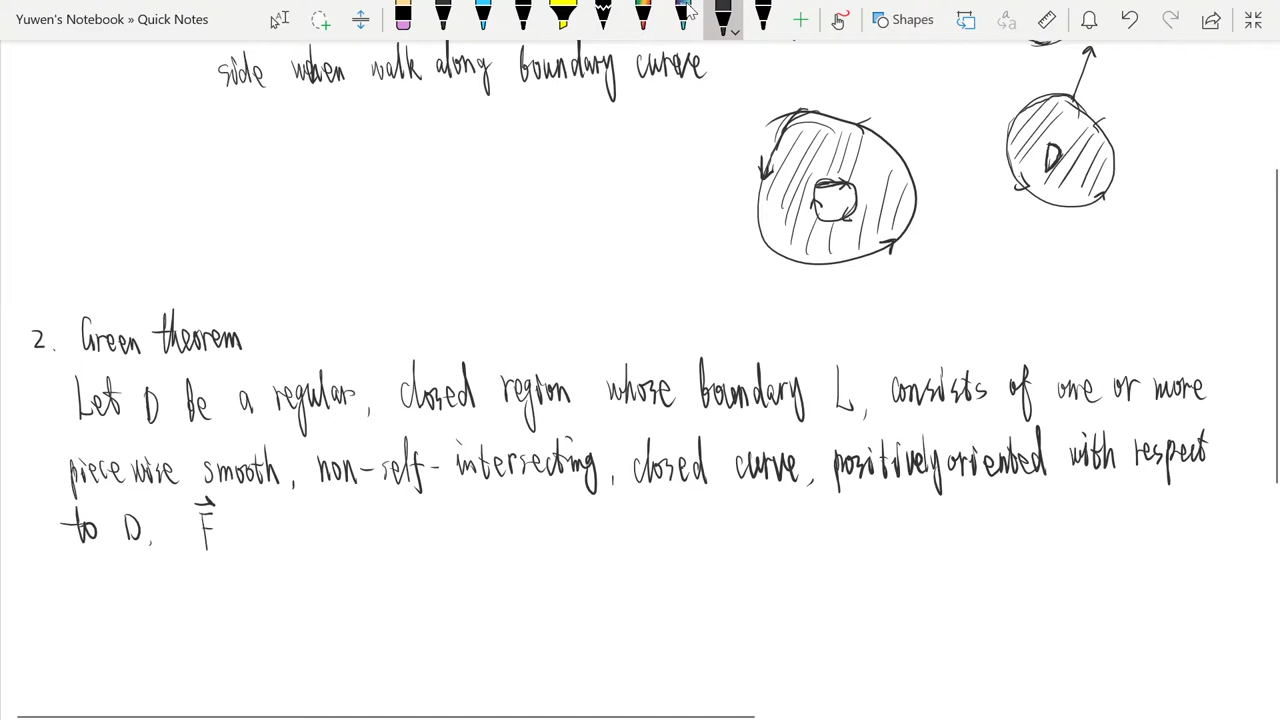 Yuwen's Notebook » Quick Notes
Shapes
side when walk along boundary curve
D
2. Green theorem
Let D be a regular, closed region whose boundary L, consists of one or more
piecewise smooth, non-self-intersecting, closed curve, positively oriented with respect
to D, F⃗